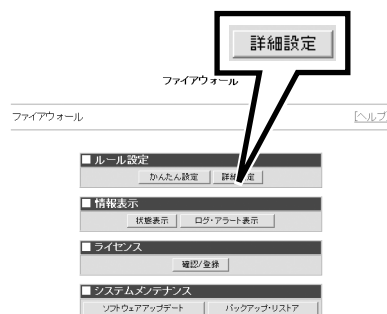 詳細設定
ファイアウォール
ファイアウォール [ヘルプ
■ ルール設定
かんたん設定 詳細設定
■ 情報表示
状態表示 ログ・アラート表示
■ ライセンス
確認/登録
■ システムメンテナンス
ソフトウェアアップデート バックアップ・リストア